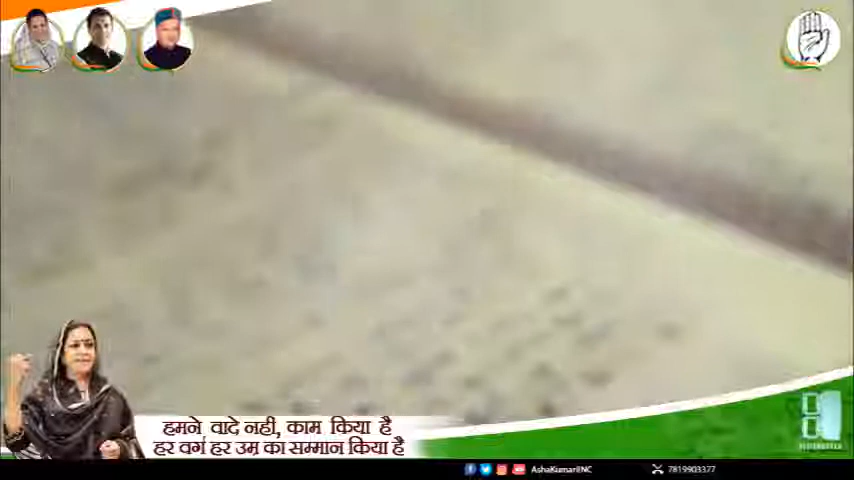 हमने वादे नही, काम किया है
हर वर्ग हर उम्र का सम्मान किया है
AshaKumariINC
7819903377